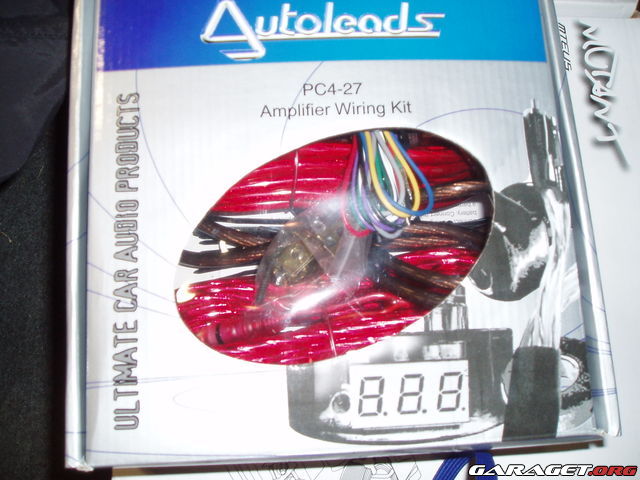 Autoleads
PC4-27
Amplifier Wiring Kit
ULTIMATE CAR AUDIO PRODUCTS
8.8.8.
GARAGET.ORG